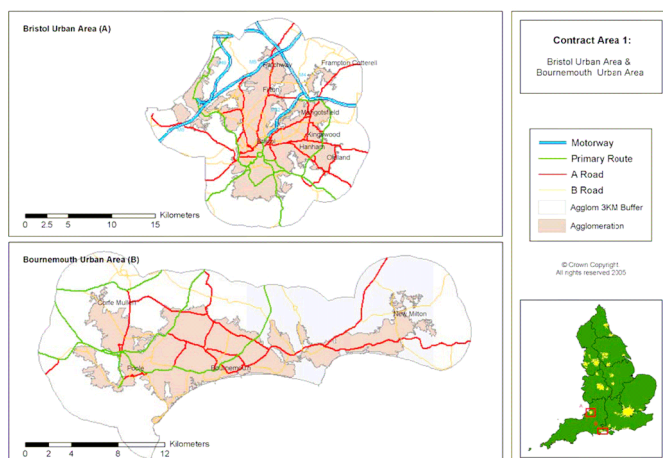 Bristol Urban Area (A)
Frampton Cotterell
Patchway
Filton
Mangotsfield
Kingswood
Bristol
Hanham
Oldland
Kilometers
0 2.5 5 10 15
Bournemouth Urban Area (B)
Corfe Mullen
New Milton
Poole
Bournemouth
Kilometers
0 2 4 8 12
Contract Area 1:
Bristol Urban Area &
Bournemouth Urban Area
Motorway
Primary Route
A Road
B Road
Agglom 3KM Buffer
Agglomeration
© Crown Copyright
All rights reserved 2005